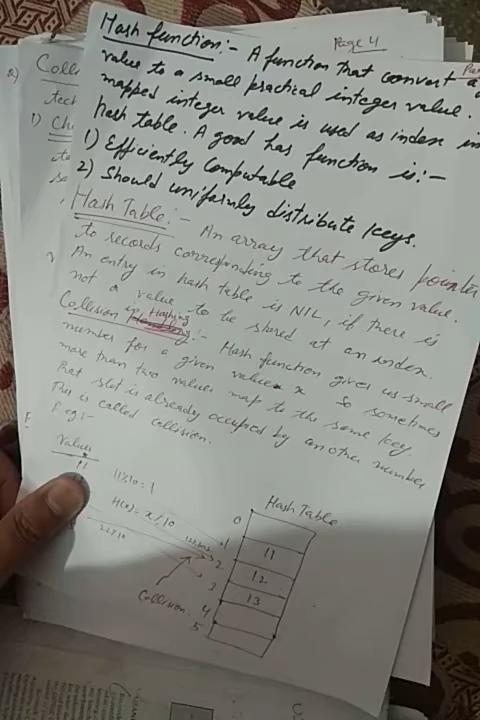 Page 4
Hash function:- A function that convert a
value to a small practical integer value.
mapped integer value is used as index in
hash table. A good has function is:-
1) Efficiently Computable
2) Should uniformly distribute keys.
Hash Table:- An array that stores pointer
to records corresponding to the given value.
An entry in hash table is NIL, if there is
not a value to be stored at an index.
Collision in Hashing:- Hash function gives us small
number for a given value x So sometimes
more than two values map to the same key.
that slot is already occupied by another number
This is called collision.
E.eg:-
Values
11
11%10=1
H(x)=x%10
22%10
Collision
Hash Table
0
1
11
2
12
3
13
4
5
a) Colli
tech
1) Cha